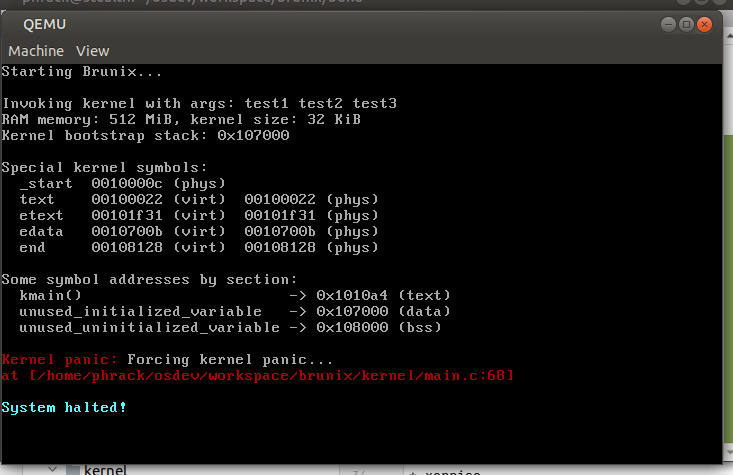 QEMU
Machine View
Starting Brunix...
Invoking kernel with args: test1 test2 test3
RAM memory: 512 MiB, kernel size: 32 KiB
Kernel bootstrap stack: 0x107000
Special kernel symbols:
_start 0010000c (phys)
text 00100022 (virt) 00100022 (phys)
etext 00101f31 (virt) 00101f31 (phys)
edata 0010700b (virt) 0010700b (phys)
end 00108128 (virt) 00108128 (phys)
Some symbol addresses by section:
kmain() -> 0x1010a4 (text)
unused_initialized_variable -> 0x107000 (data)
unused_uninitialized_variable -> 0x108000 (bss)
Kernel panic: Forcing kernel panic...
at [/home/phrack/osdev/workspace/brunix/kernel/main.c:68]
System halted!
kernel